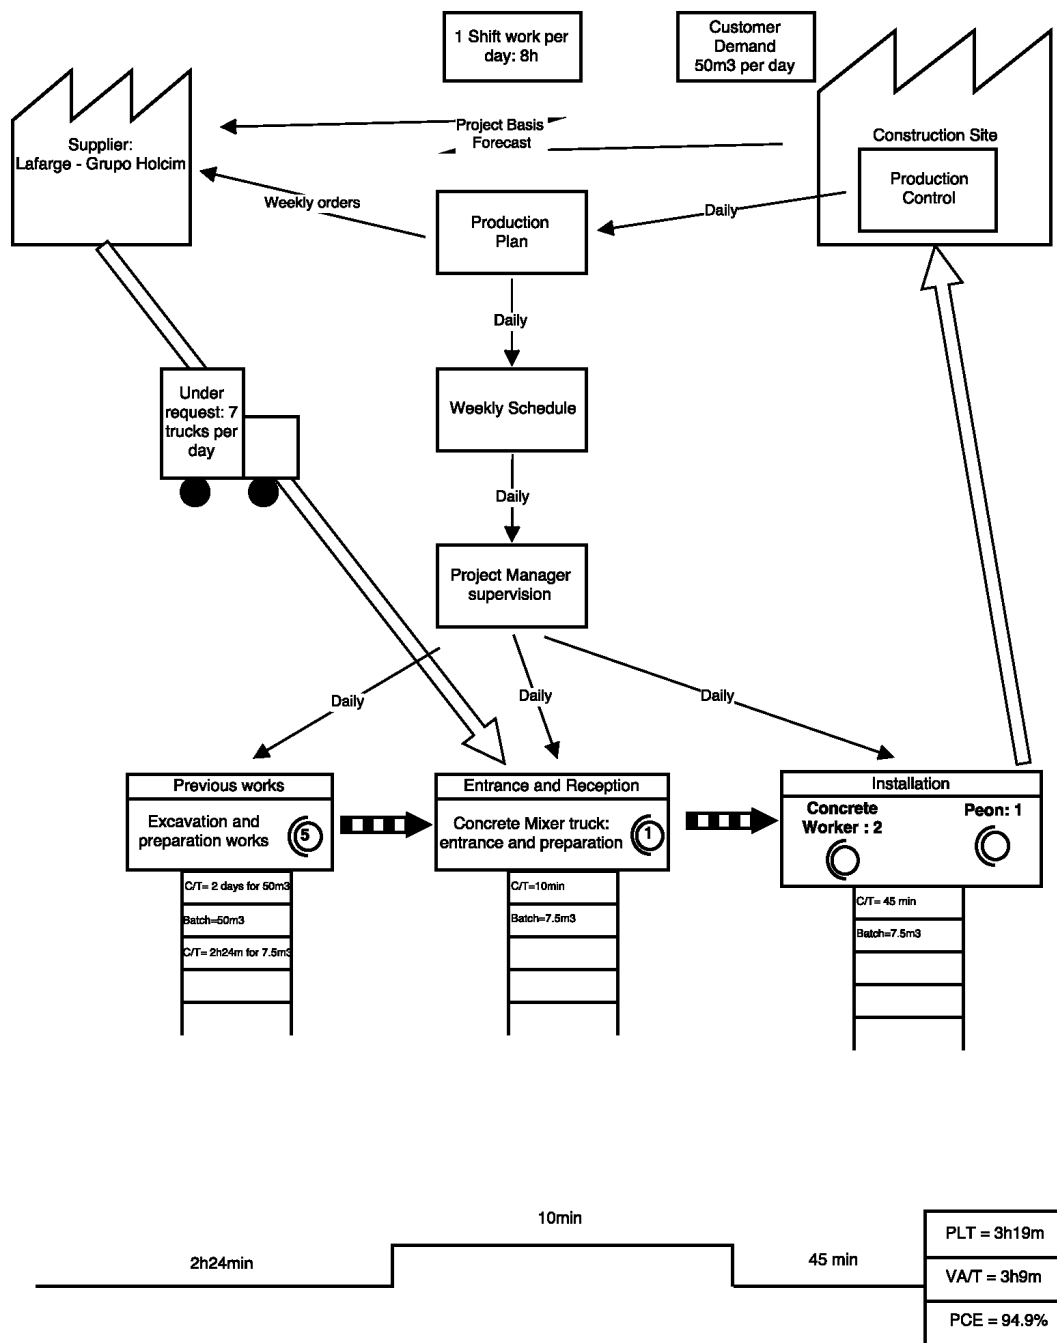 1 Shift work per
day: 8h
Customer
Demand
50m3 per day
Supplier:
Lafarge - Grupo Holcim
Project Basis
Forecast
Construction Site
Production
Control
Weekly orders
Production
Plan
Daily
Daily
Under
request: 7
trucks per
day
Weekly Schedule
Daily
Project Manager
supervision
Daily
Daily
Daily
Previous works
Excavation and
preparation works
5
C/T= 2 days for 50m3
Batch=50m3
C/T= 2h24m for 7.5m3
Entrance and Reception
Concrete Mixer truck:
entrance and preparation
1
C/T=10min
Batch=7.5m3
Installation
Concrete
Worker : 2
Peon: 1
C/T= 45 min
Batch=7.5m3
2h24min
10min
45 min
PLT = 3h19m
VA/T = 3h9m
PCE = 94.9%